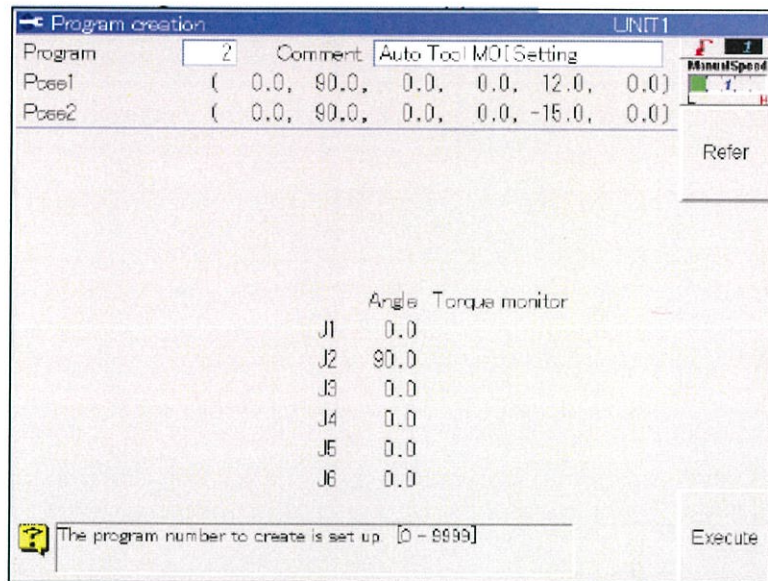 Program creation UNIT1
Program 2 Comment Auto Tool MOI Setting
1
ManualSpeed
Pose1 ( 0.0, 90.0, 0.0, 0.0, 12.0, 0.0)
1
L H
Pose2 ( 0.0, 90.0, 0.0, 0.0, -15.0, 0.0)
Refer
Angle Torque monitor
J1 0.0
J2 90.0
J3 0.0
J4 0.0
J5 0.0
J6 0.0
The program number to create is set up [0 - 9999]
Execute